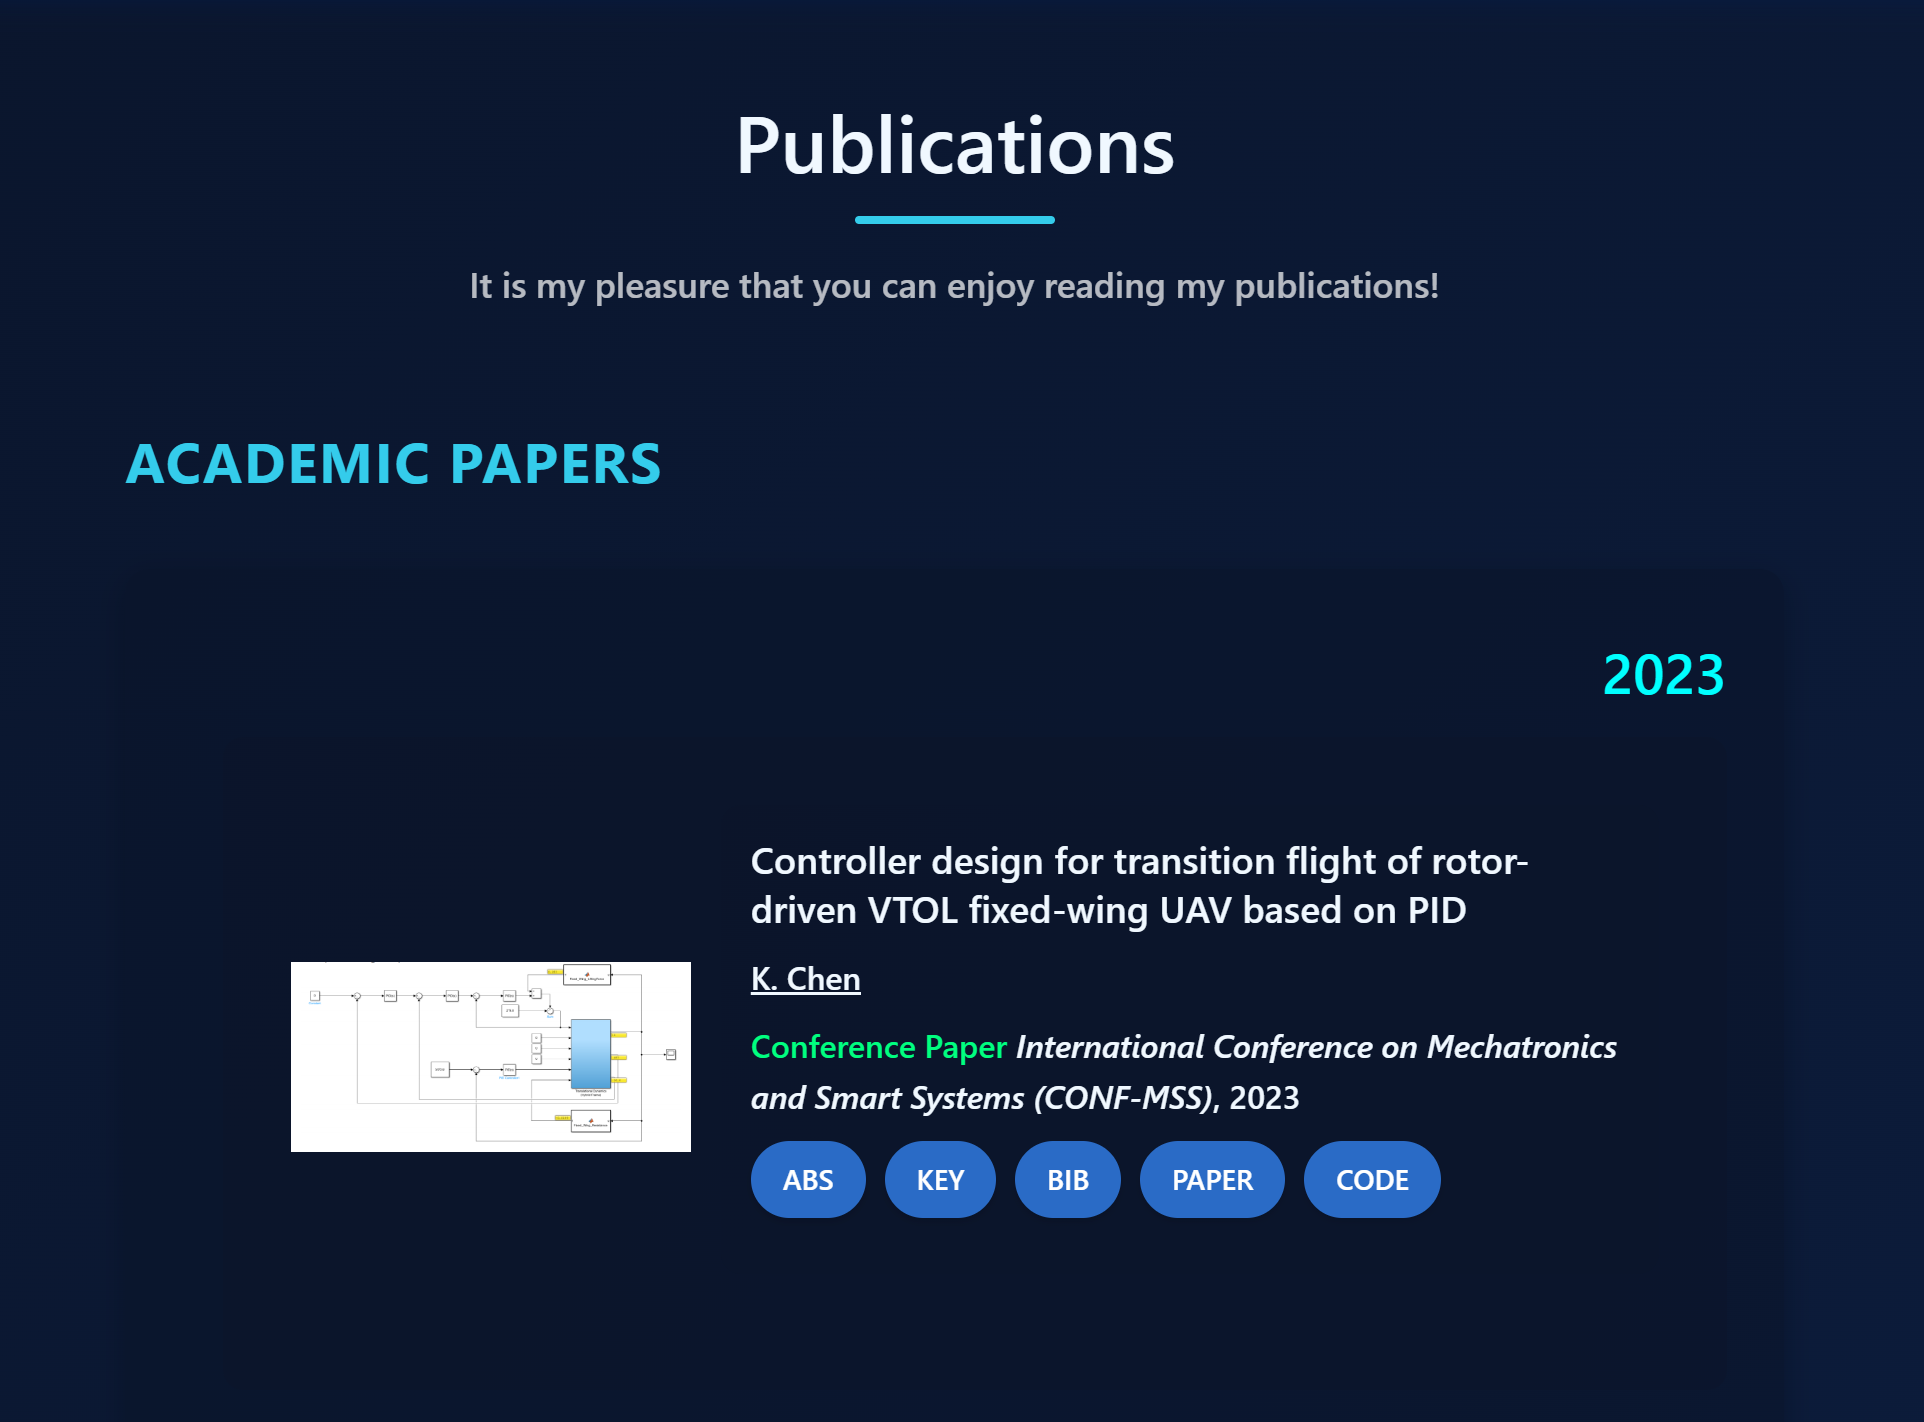 Publications
It is my pleasure that you can enjoy reading my publications!
ACADEMIC PAPERS
2023
Controller design for transition flight of rotor-
driven VTOL fixed-wing UAV based on PID
K. Chen
Conference Paper International Conference on Mechatronics
and Smart Systems (CONF-MSS), 2023
ABS KEY BIB PAPER CODE